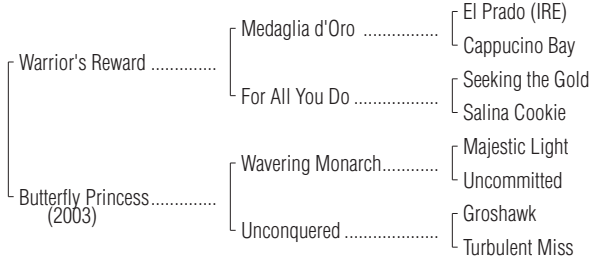 El Prado (IRE)
Medaglia d'Oro ................
Cappucino Bay
Warrior's Reward ..............
Seeking the Gold
For All You Do ..................
Salina Cookie
Majestic Light
Wavering Monarch............
Uncommitted
Butterfly Princess..............
(2003)
Groshawk
Unconquered ....................
Turbulent Miss